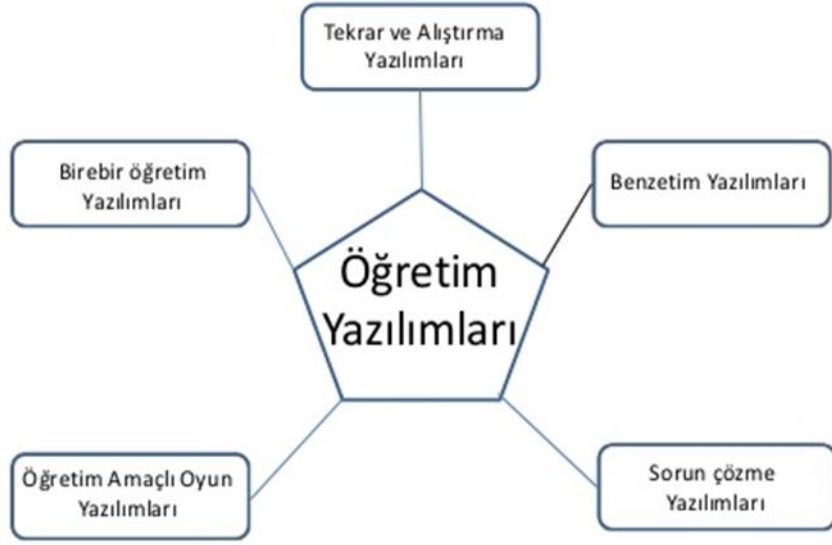 Tekrar ve Alıştırma
Yazılımları
Birebir öğretim
Yazılımları
Benzetim Yazılımları
Öğretim
Yazılımları
Öğretim Amaçlı Oyun
Yazılımları
Sorun çözme
Yazılımları